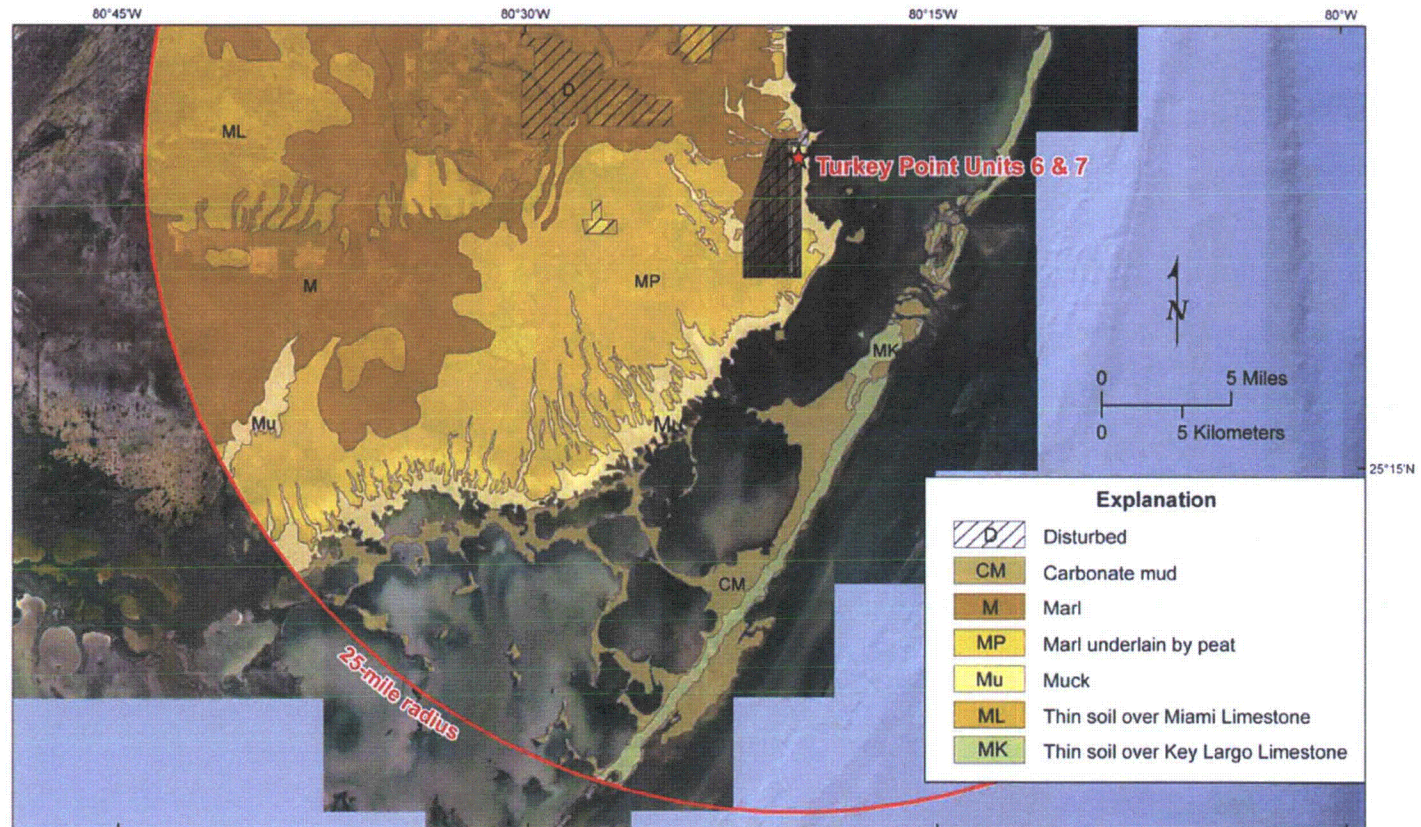 80°45'W
80°30'W
80°15'W
80°W
D
ML
Turkey Point Units 6 & 7
MP
M
N
MK
0
5 Miles
0
5 Kilometers
Mu
Mu
25°15'N
CM
25-mile radius
Explanation
D Disturbed
CM Carbonate mud
M Marl
MP Marl underlain by peat
Mu Muck
ML Thin soil over Miami Limestone
MK Thin soil over Key Largo Limestone